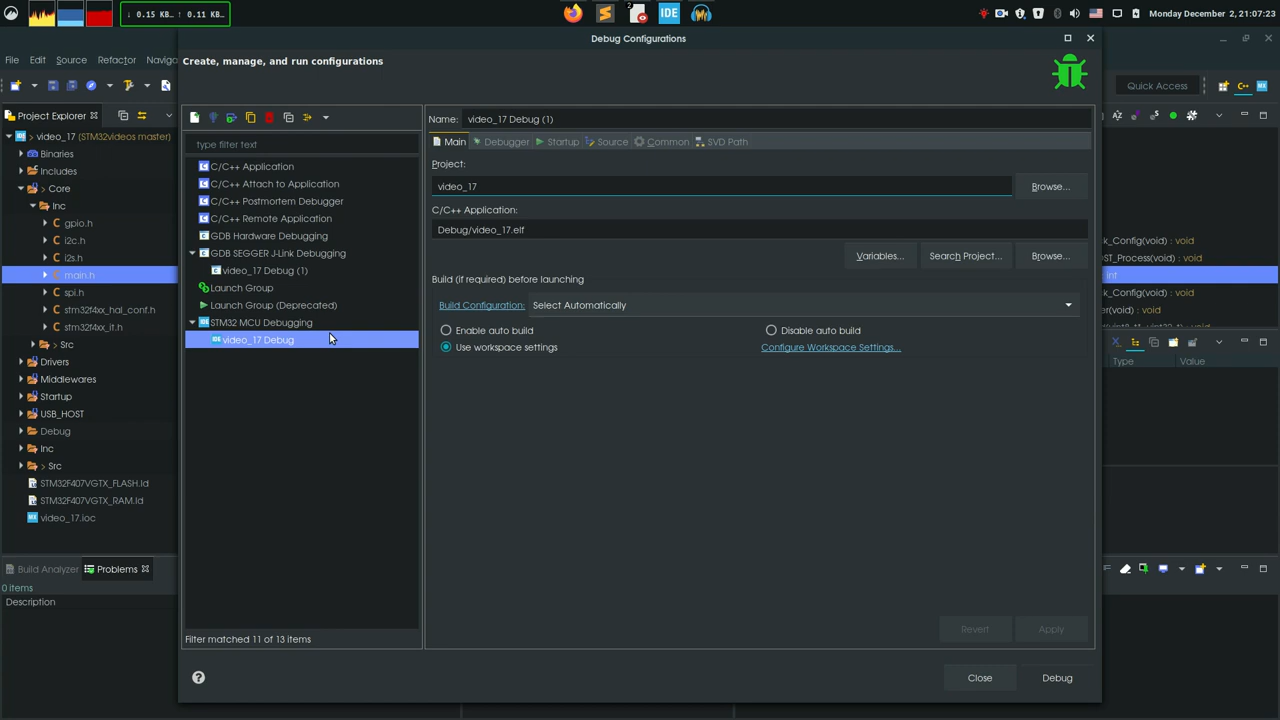 ↓ 0.15 KB... ↑ 0.11 KB...
IDE
Monday December 2, 21:07:23
Debug Configurations
File Edit Source Refactor Naviga
Create, manage, and run configurations
Quick Access
Project Explorer
video_17 (STM32videos master)
Binaries
Includes
> Core
Inc
gpio.h
i2c.h
i2s.h
main.h
spi.h
stm32f4xx_hal_conf.h
stm32f4xx_it.h
> Src
Drivers
Middlewares
Startup
USB_HOST
Debug
Inc
> Src
STM32F407VGTX_FLASH.ld
STM32F407VGTX_RAM.ld
video_17.ioc
Build Analyzer
Problems
0 items
Description
type filter text
C/C++ Application
C/C++ Attach to Application
C/C++ Postmortem Debugger
C/C++ Remote Application
GDB Hardware Debugging
GDB SEGGER J-Link Debugging
video_17 Debug (1)
Launch Group
Launch Group (Deprecated)
STM32 MCU Debugging
video_17 Debug
Filter matched 11 of 13 items
Name: video_17 Debug (1)
Main Debugger Startup Source Common SVD Path
Project:
video_17
Browse...
C/C++ Application:
Debug/video_17.elf
Variables... Search Project... Browse...
Build (if required) before launching
Build Configuration: Select Automatically
Enable auto build
Disable auto build
Use workspace settings
Configure Workspace Settings...
Revert Apply
Close Debug
k_Config(void) : void
ST_Process(void) : void
int
k_Config(void) : void
Type Value